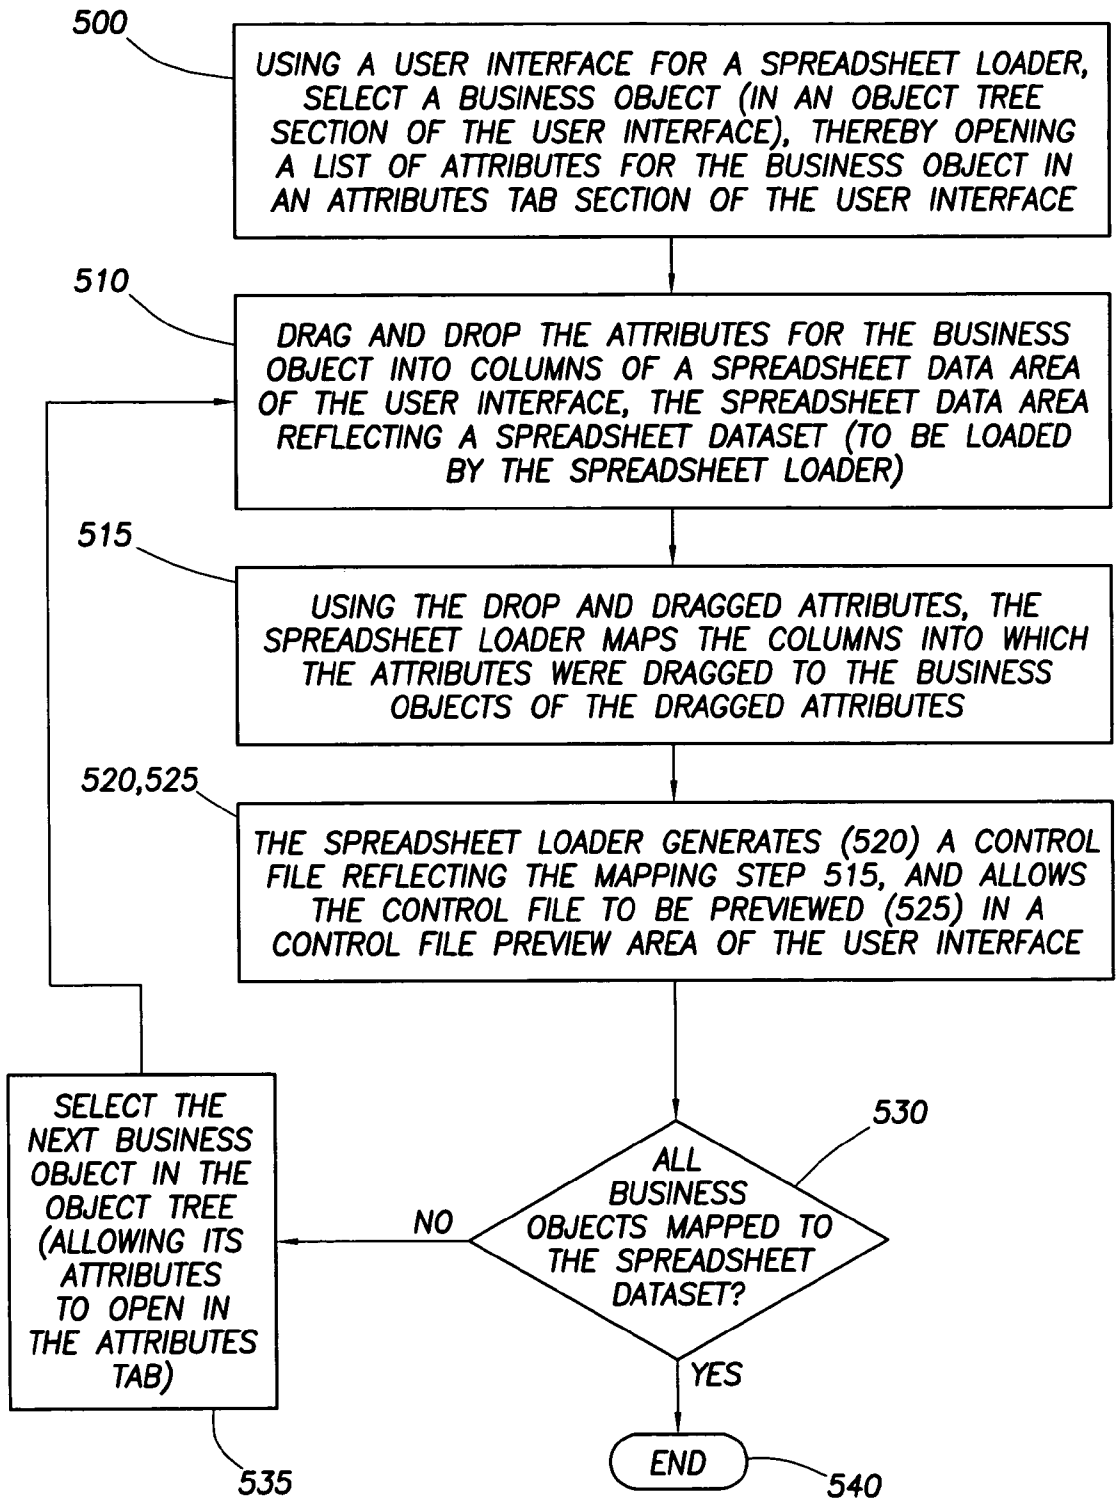 500
USING A USER INTERFACE FOR A SPREADSHEET LOADER,
SELECT A BUSINESS OBJECT (IN AN OBJECT TREE
SECTION OF THE USER INTERFACE), THEREBY OPENING
A LIST OF ATTRIBUTES FOR THE BUSINESS OBJECT IN
AN ATTRIBUTES TAB SECTION OF THE USER INTERFACE
510
DRAG AND DROP THE ATTRIBUTES FOR THE BUSINESS
OBJECT INTO COLUMNS OF A SPREADSHEET DATA AREA
OF THE USER INTERFACE, THE SPREADSHEET DATA AREA
REFLECTING A SPREADSHEET DATASET (TO BE LOADED
BY THE SPREADSHEET LOADER)
515
USING THE DROP AND DRAGGED ATTRIBUTES, THE
SPREADSHEET LOADER MAPS THE COLUMNS INTO WHICH
THE ATTRIBUTES WERE DRAGGED TO THE BUSINESS
OBJECTS OF THE DRAGGED ATTRIBUTES
520,525
THE SPREADSHEET LOADER GENERATES (520) A CONTROL
FILE REFLECTING THE MAPPING STEP 515, AND ALLOWS
THE CONTROL FILE TO BE PREVIEWED (525) IN A
CONTROL FILE PREVIEW AREA OF THE USER INTERFACE
530
ALL
BUSINESS
OBJECTS MAPPED TO
THE SPREADSHEET
DATASET?
NO
SELECT THE
NEXT BUSINESS
OBJECT IN THE
OBJECT TREE
(ALLOWING ITS
ATTRIBUTES
TO OPEN IN
THE ATTRIBUTES
TAB)
535
YES
END
540